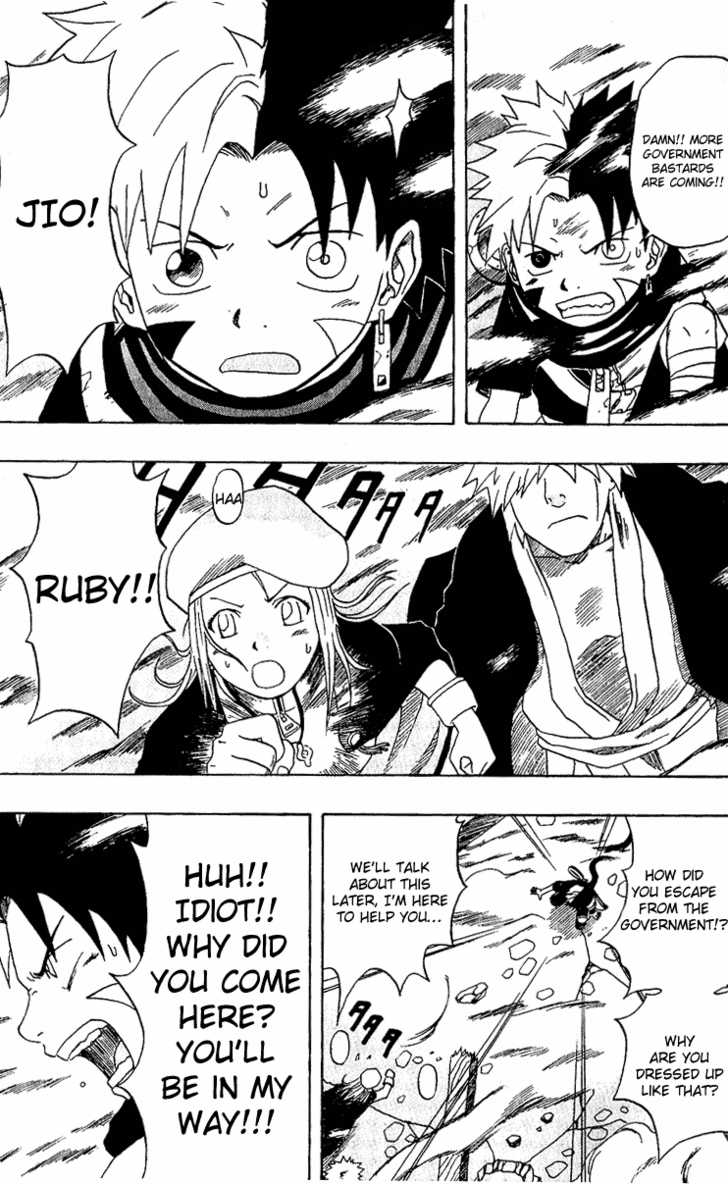 DAMN!! MORE
GOVERNMENT
BASTARDS
ARE COMING!!
JIO!
HAA
AAA
RUBY!!
HOW DID
YOU ESCAPE
FROM THE
GOVERNMENT!?
WHY
ARE YOU
DRESSED UP
LIKE THAT?
WE'LL TALK
ABOUT THIS
LATER, I'M HERE
TO HELP YOU...
AAA
HUH!!
IDIOT!!
WHY DID
YOU COME
HERE?
YOU'LL
BE IN MY
WAY!!!